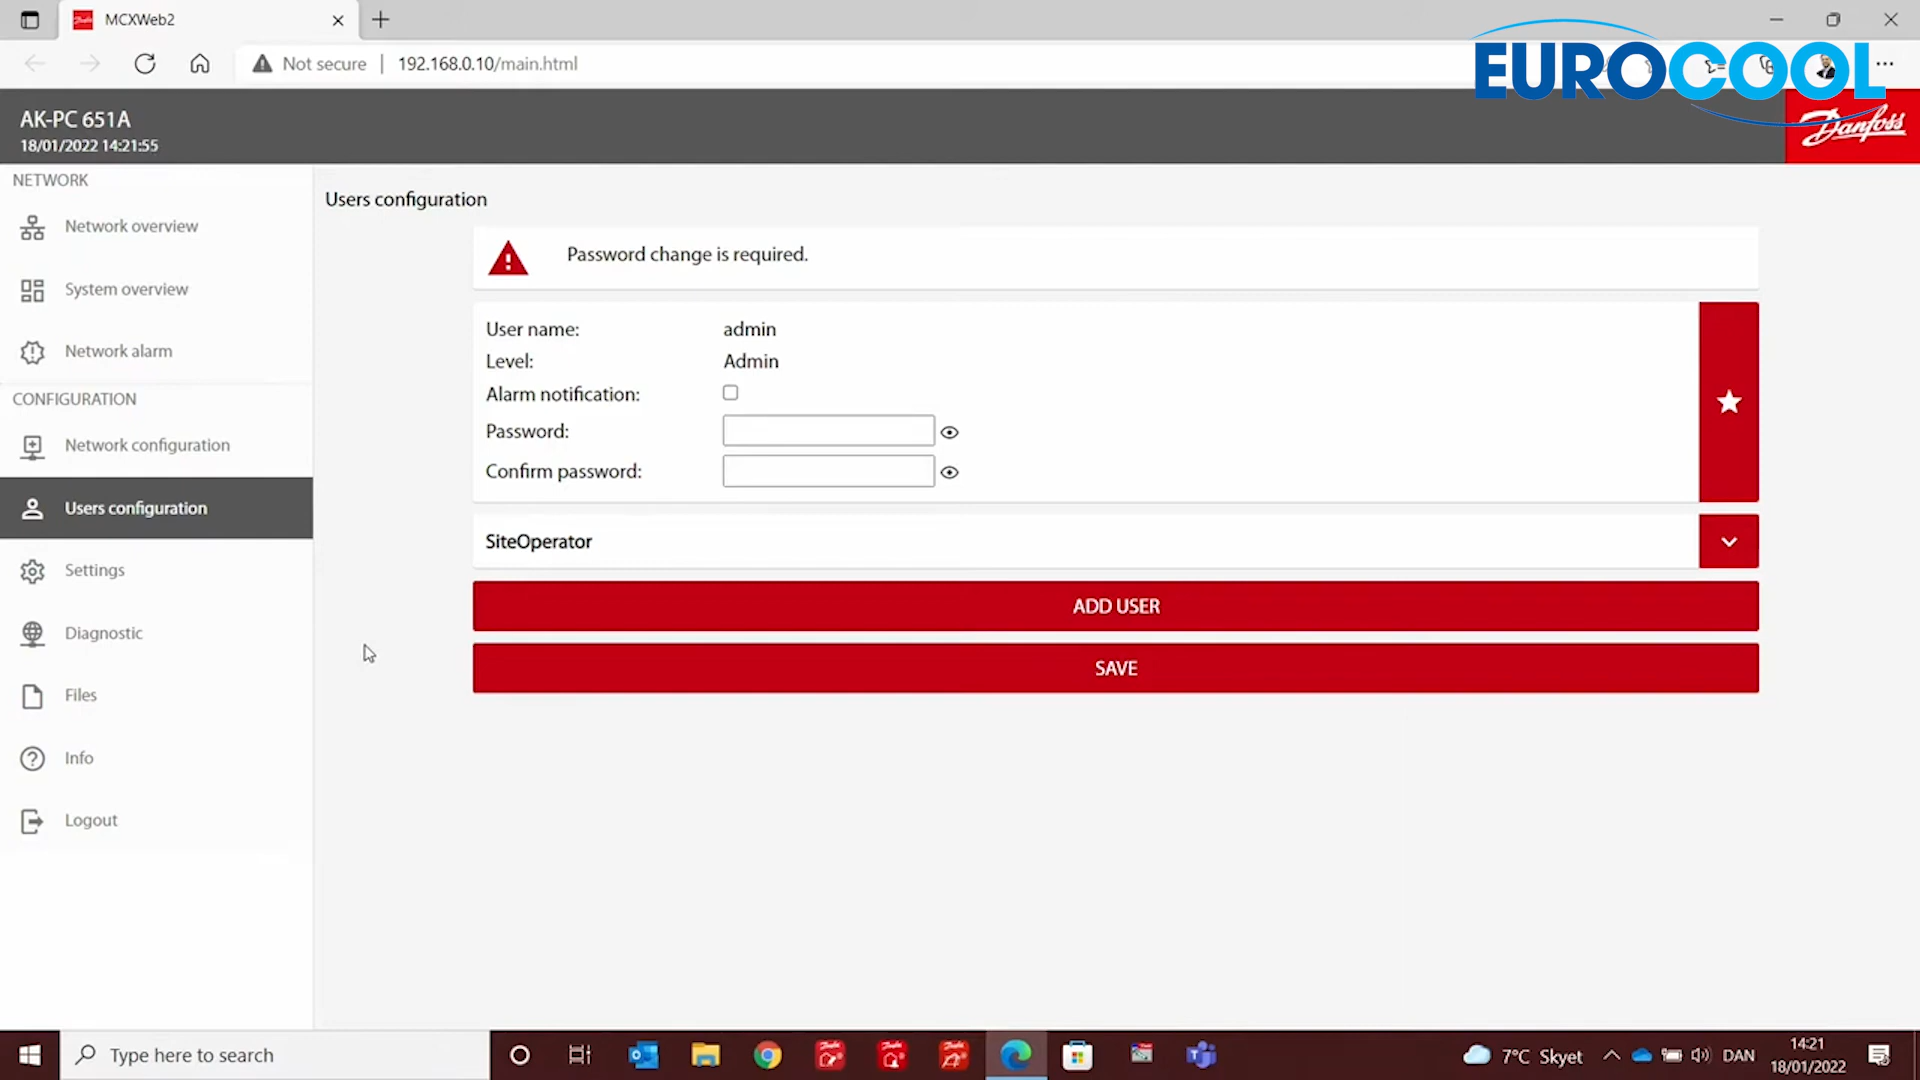 MCXWeb2
Not secure
192.168.0.10/main.html
EUROCOOL
AK-PC 651A
18/01/2022 14:21:55
Danfoss
NETWORK
Network overview
System overview
Network alarm
CONFIGURATION
Network configuration
Users configuration
Settings
Diagnostic
Files
Info
Logout
Users configuration
Password change is required.
User name: admin
Level: Admin
Alarm notification:
Password:
Confirm password:
SiteOperator
ADD USER
SAVE
Type here to search
7°C Skyet
DAN
14:21
18/01/2022